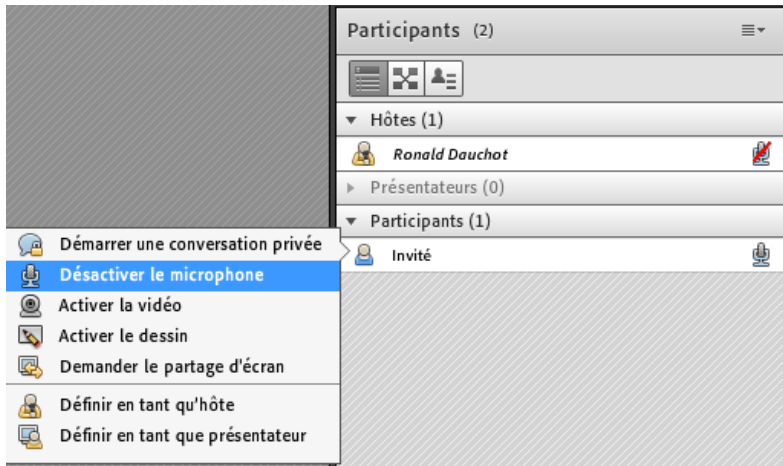 Participants (2)
Hôtes (1)
Ronald Dauchot
Présentateurs (0)
Participants (1)
Invité
Démarrer une conversation privée
Désactiver le microphone
Activer la vidéo
Activer le dessin
Demander le partage d'écran
Définir en tant qu'hôte
Définir en tant que présentateur